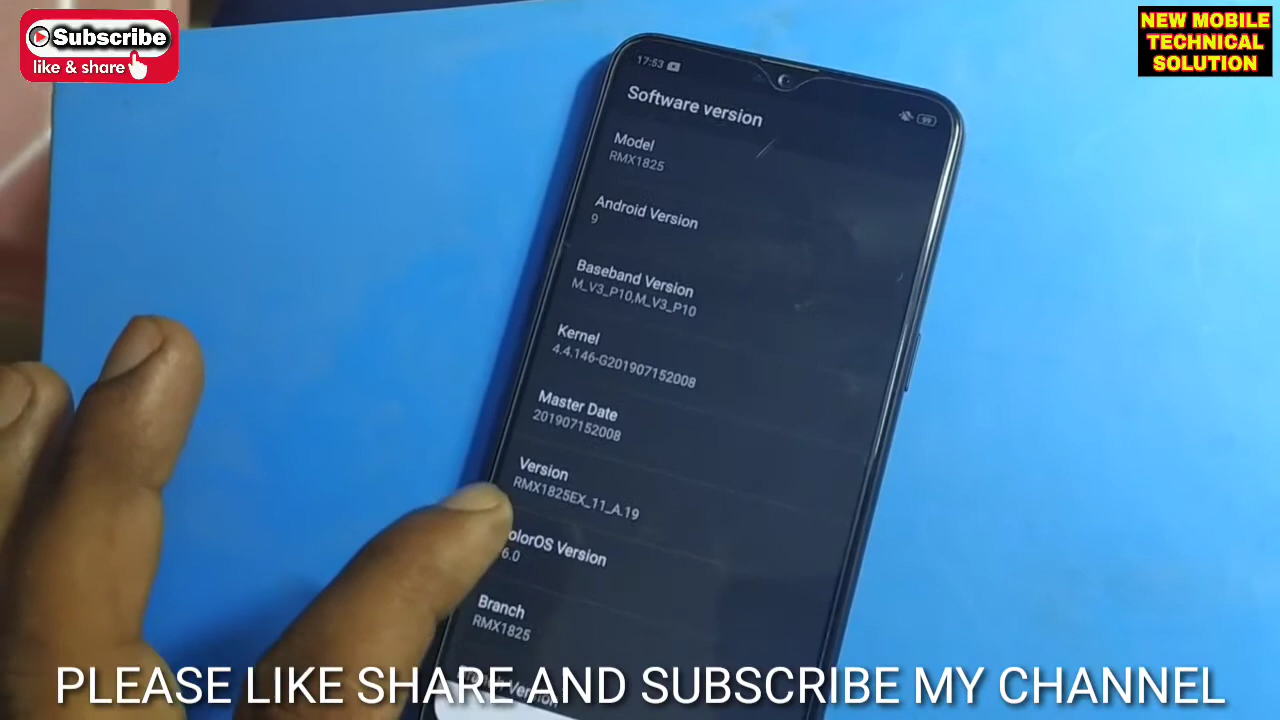 Subscribe
like & share
NEW MOBILE
TECHNICAL
SOLUTION
17:53
99
Software version
Model
RMX1825
Android Version
9
Baseband Version
M_V3_P10,M_V3_P10
Kernel
4.4.146-G201907152008
Master Date
201907152008
Version
RMX1825EX_11_A.19
olorOS Version
6.0
Branch
RMX1825
Version
PLEASE LIKE SHARE AND SUBSCRIBE MY CHANNEL